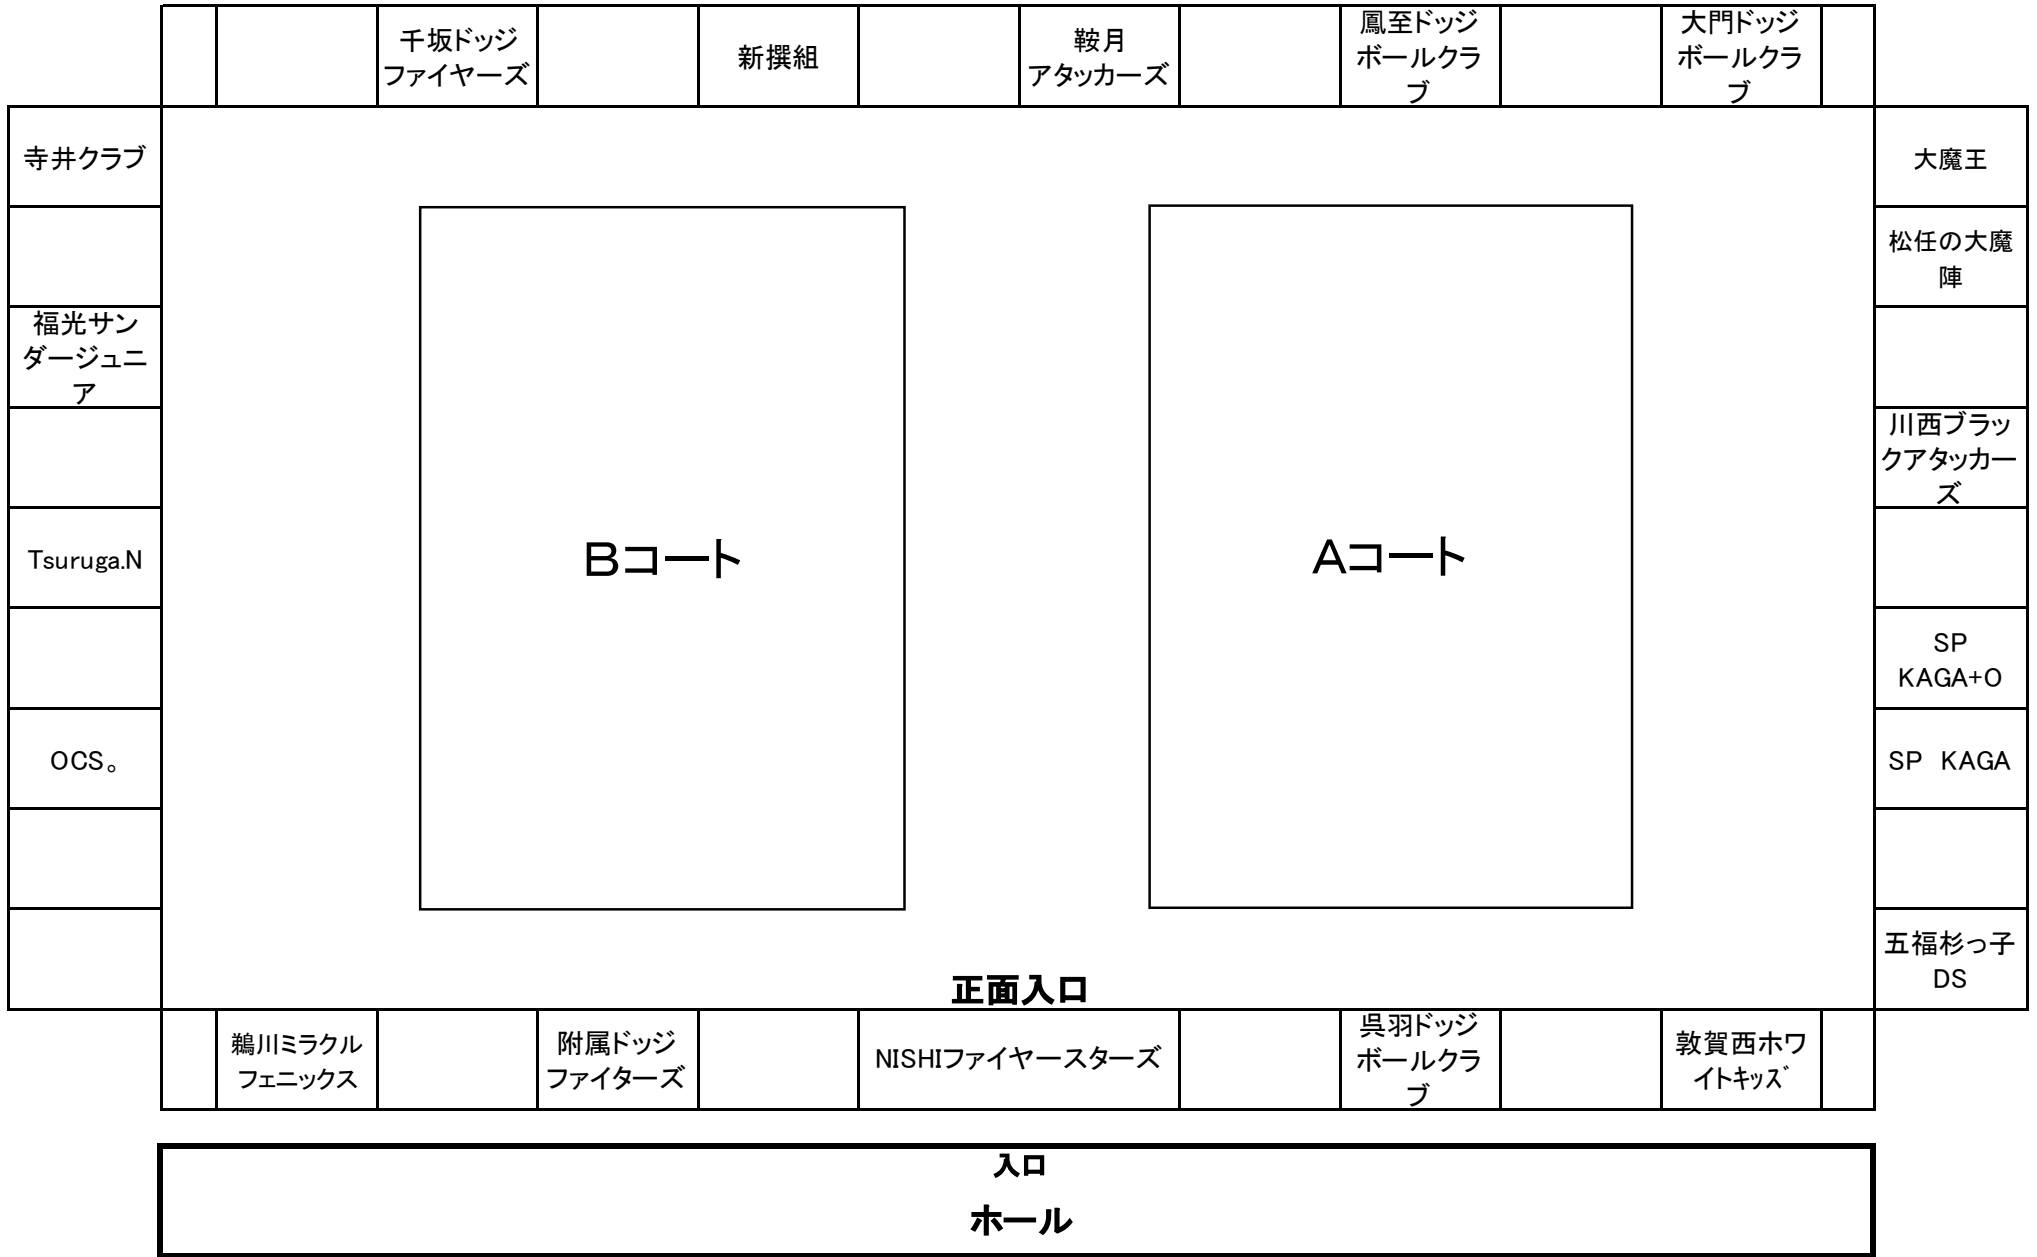 千坂ドッジ
ファイヤーズ
新撰組
鞍月
アタッカーズ
鳳至ドッジ
ボールクラ
ブ
大門ドッジ
ボールクラ
ブ
寺井クラブ
福光サン
ダージュニ
ア
Tsuruga.N
OCS。
Bコート
Aコート
大魔王
松任の大魔
陣
川西ブラッ
クアタッカー
ズ
SP
KAGA+O
SP　KAGA
五福杉っ子
DS
正面入口
鵜川ミラクル
フェニックス
附属ドッジ
ファイターズ
NISHIファイヤースターズ
呉羽ドッジ
ボールクラ
ブ
敦賀西ホワ
イトキッズ
入口
ホール